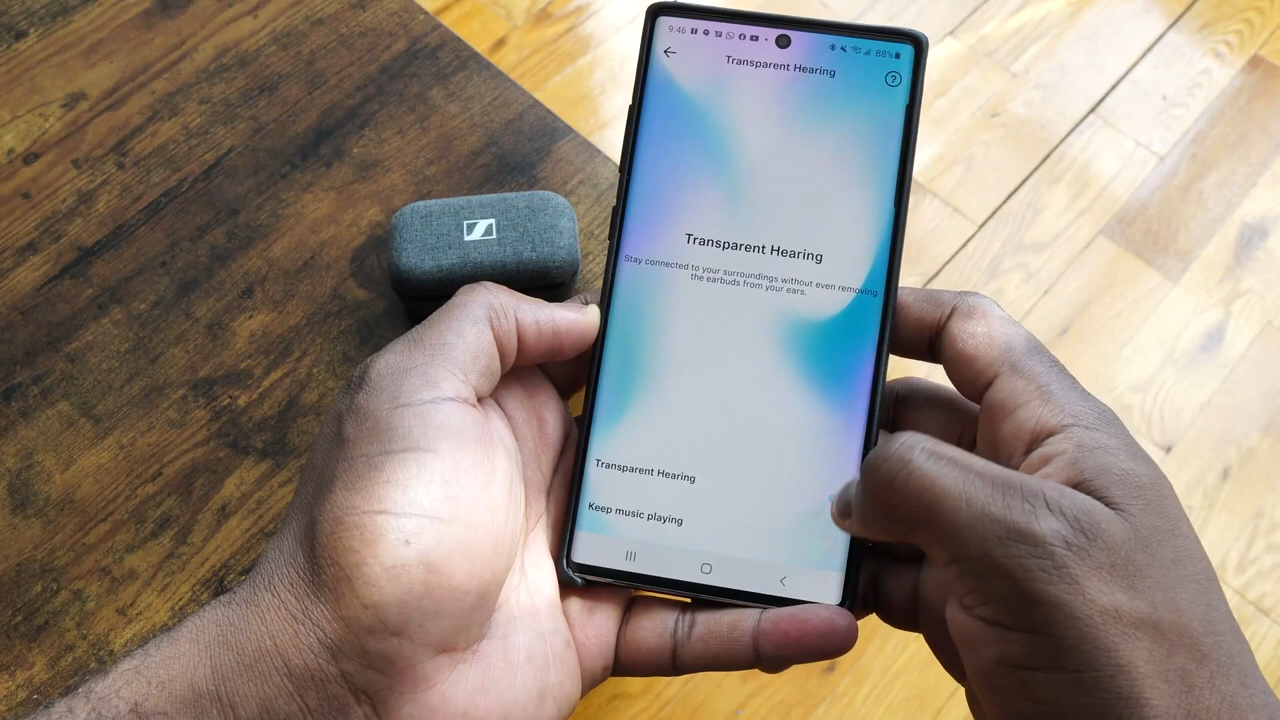 9:46
88%
Transparent Hearing
?
Transparent Hearing
Stay connected to your surroundings without even removing
the earbuds from your ears.
Transparent Hearing
Keep music playing